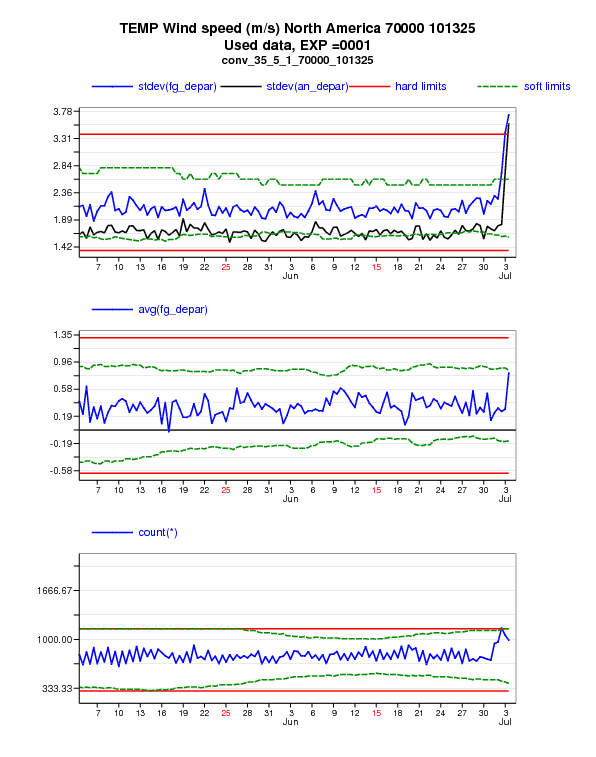 TEMP Wind speed (m/s) North America 70000 101325
Used data, EXP =0001
conv_35_5_1_70000_101325
stdev(fg_depar) stdev(an_depar) hard limits soft limits
3.78
3.31
2.84
2.36
1.89
1.42
7 10 13 16 19 22 25 28 31 3 6 9 12 15 18 21 24 27 30 3
Jun Jul
avg(fg_depar)
1.35
0.96
0.58
0.19
-0.19
-0.58
7 10 13 16 19 22 25 28 31 3 6 9 12 15 18 21 24 27 30 3
Jun Jul
count(*)
1666.67
1000.00
333.33
7 10 13 16 19 22 25 28 31 3 6 9 12 15 18 21 24 27 30 3
Jun Jul